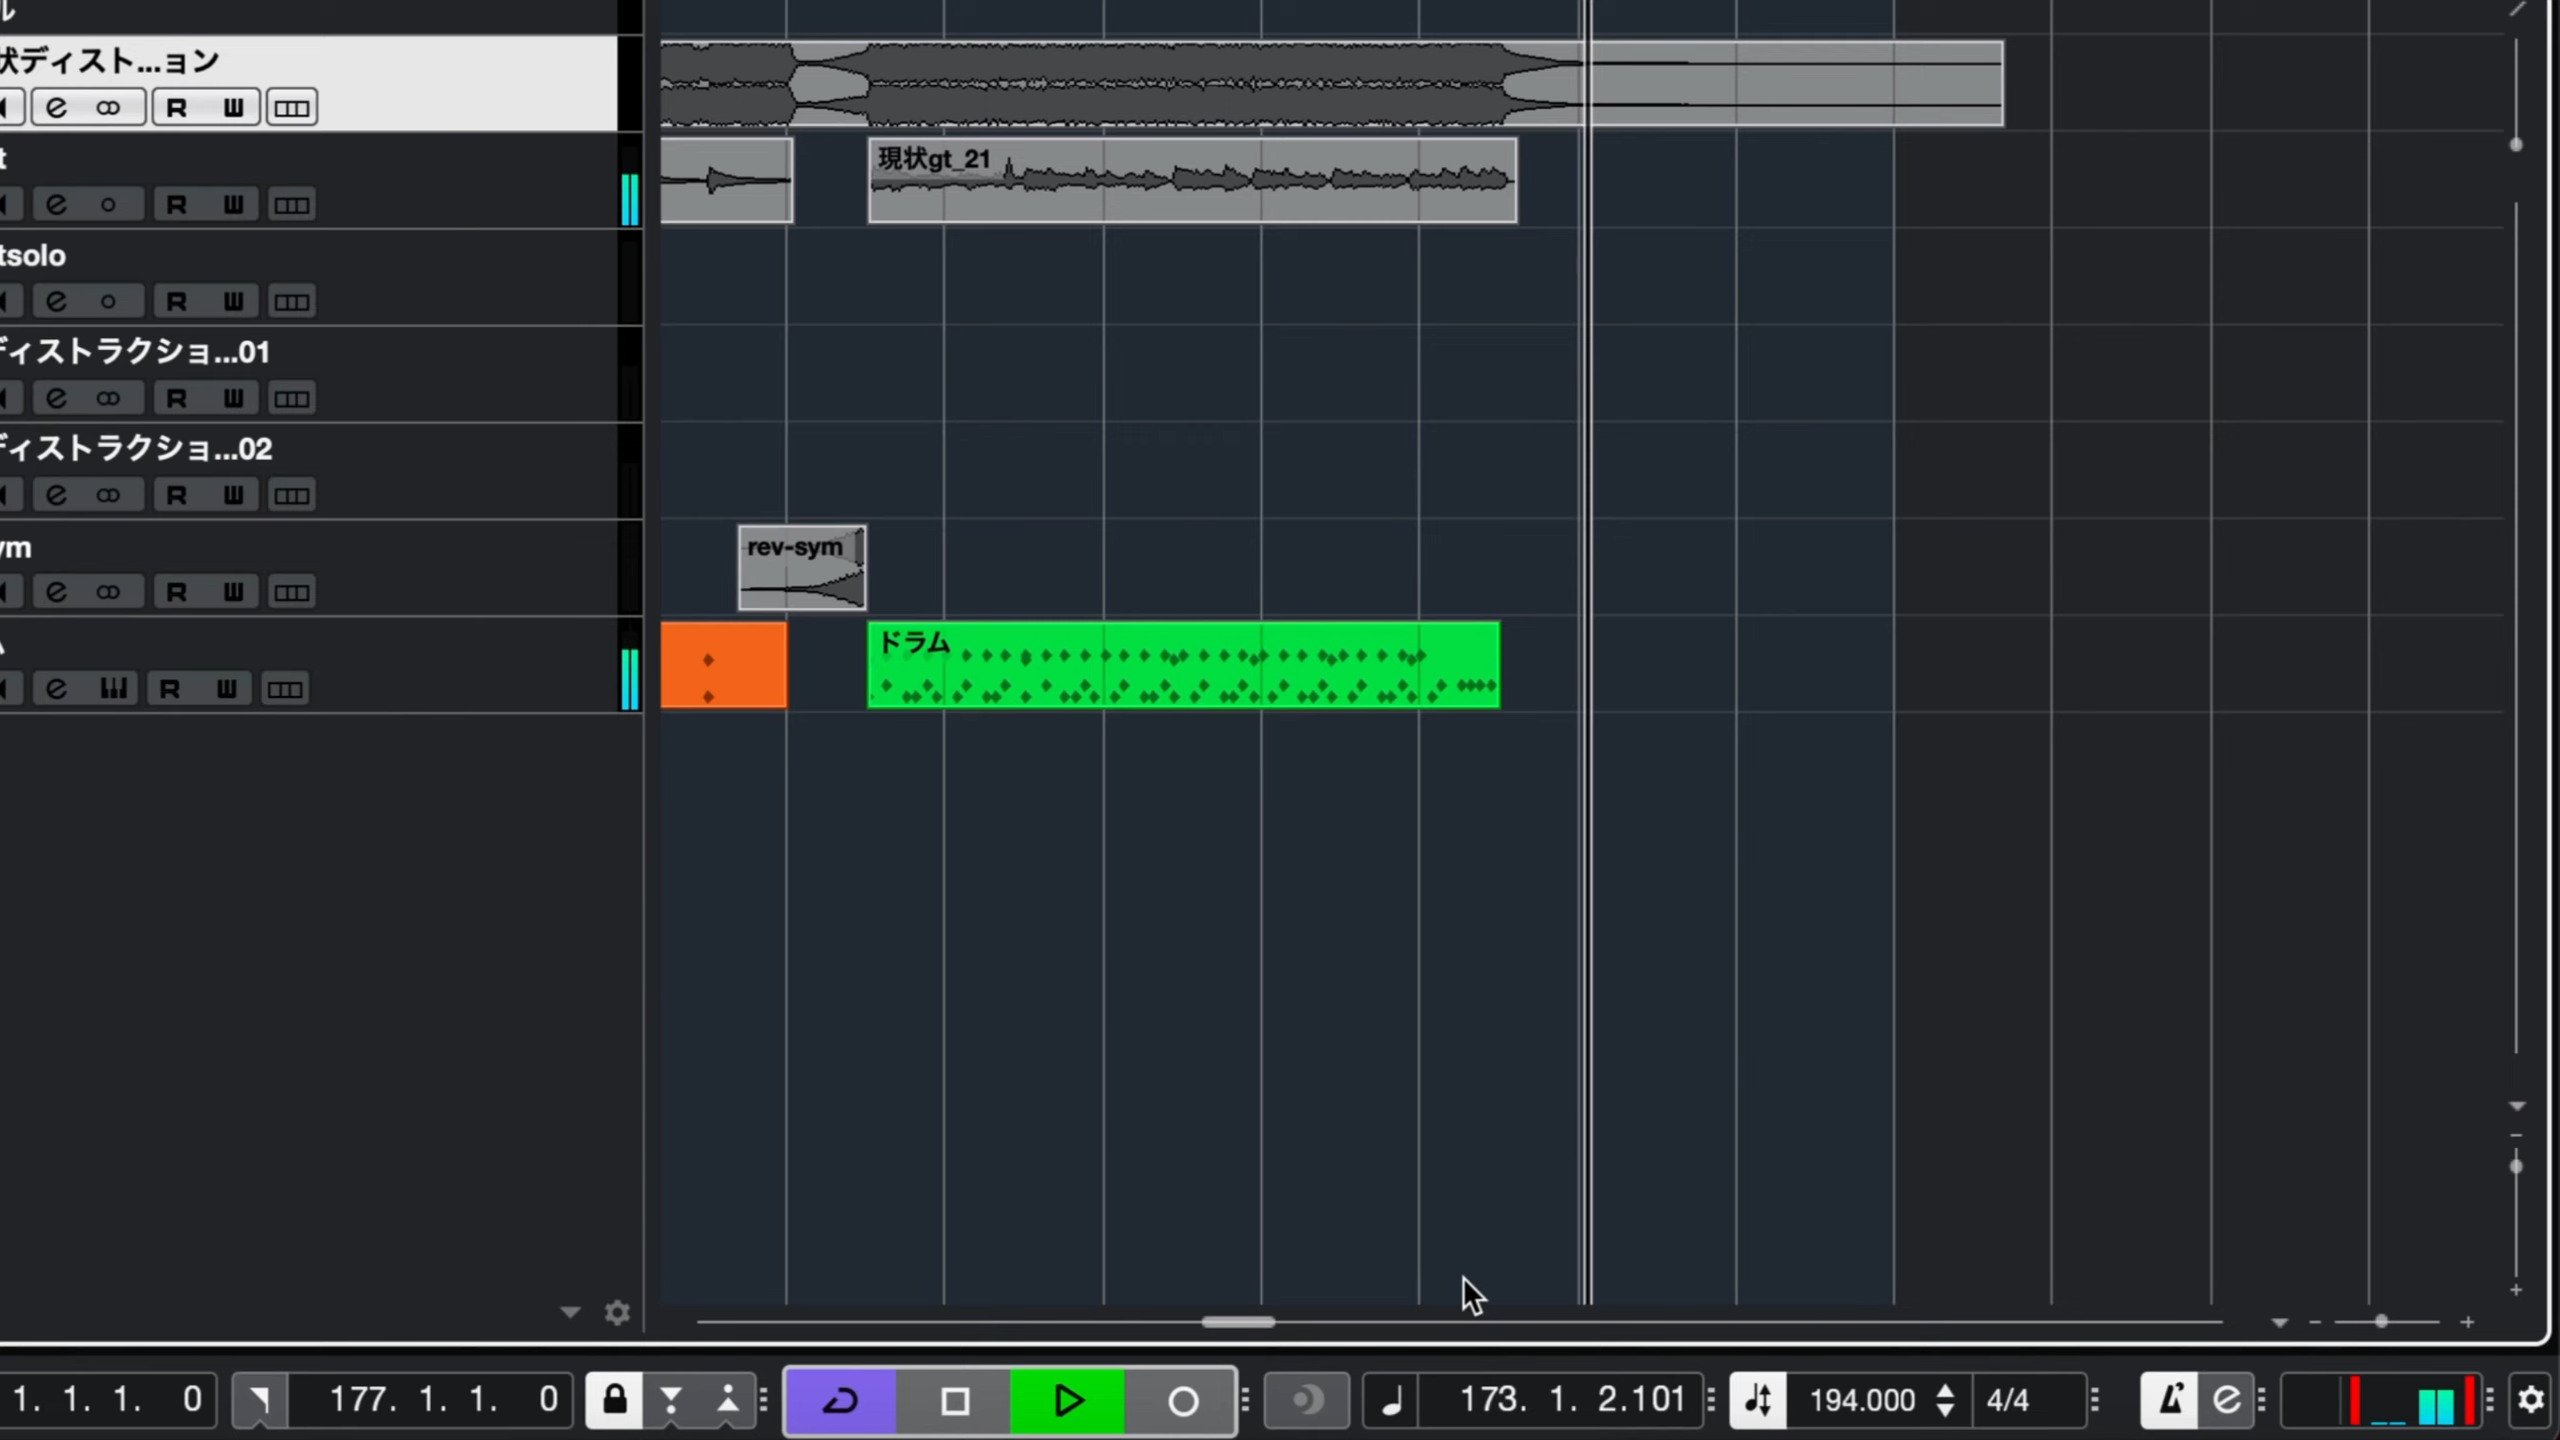 ル
状ディスト...ョン
R W
現状gt_21
t
R W
tsolo
R W
ディストラクショ...01
R W
ディストラクショ...02
R W
rev-sym
ym
R W
ドラム
R W
1. 1. 1. 0
177. 1. 1. 0
173. 1. 2.101
194.000
4/4